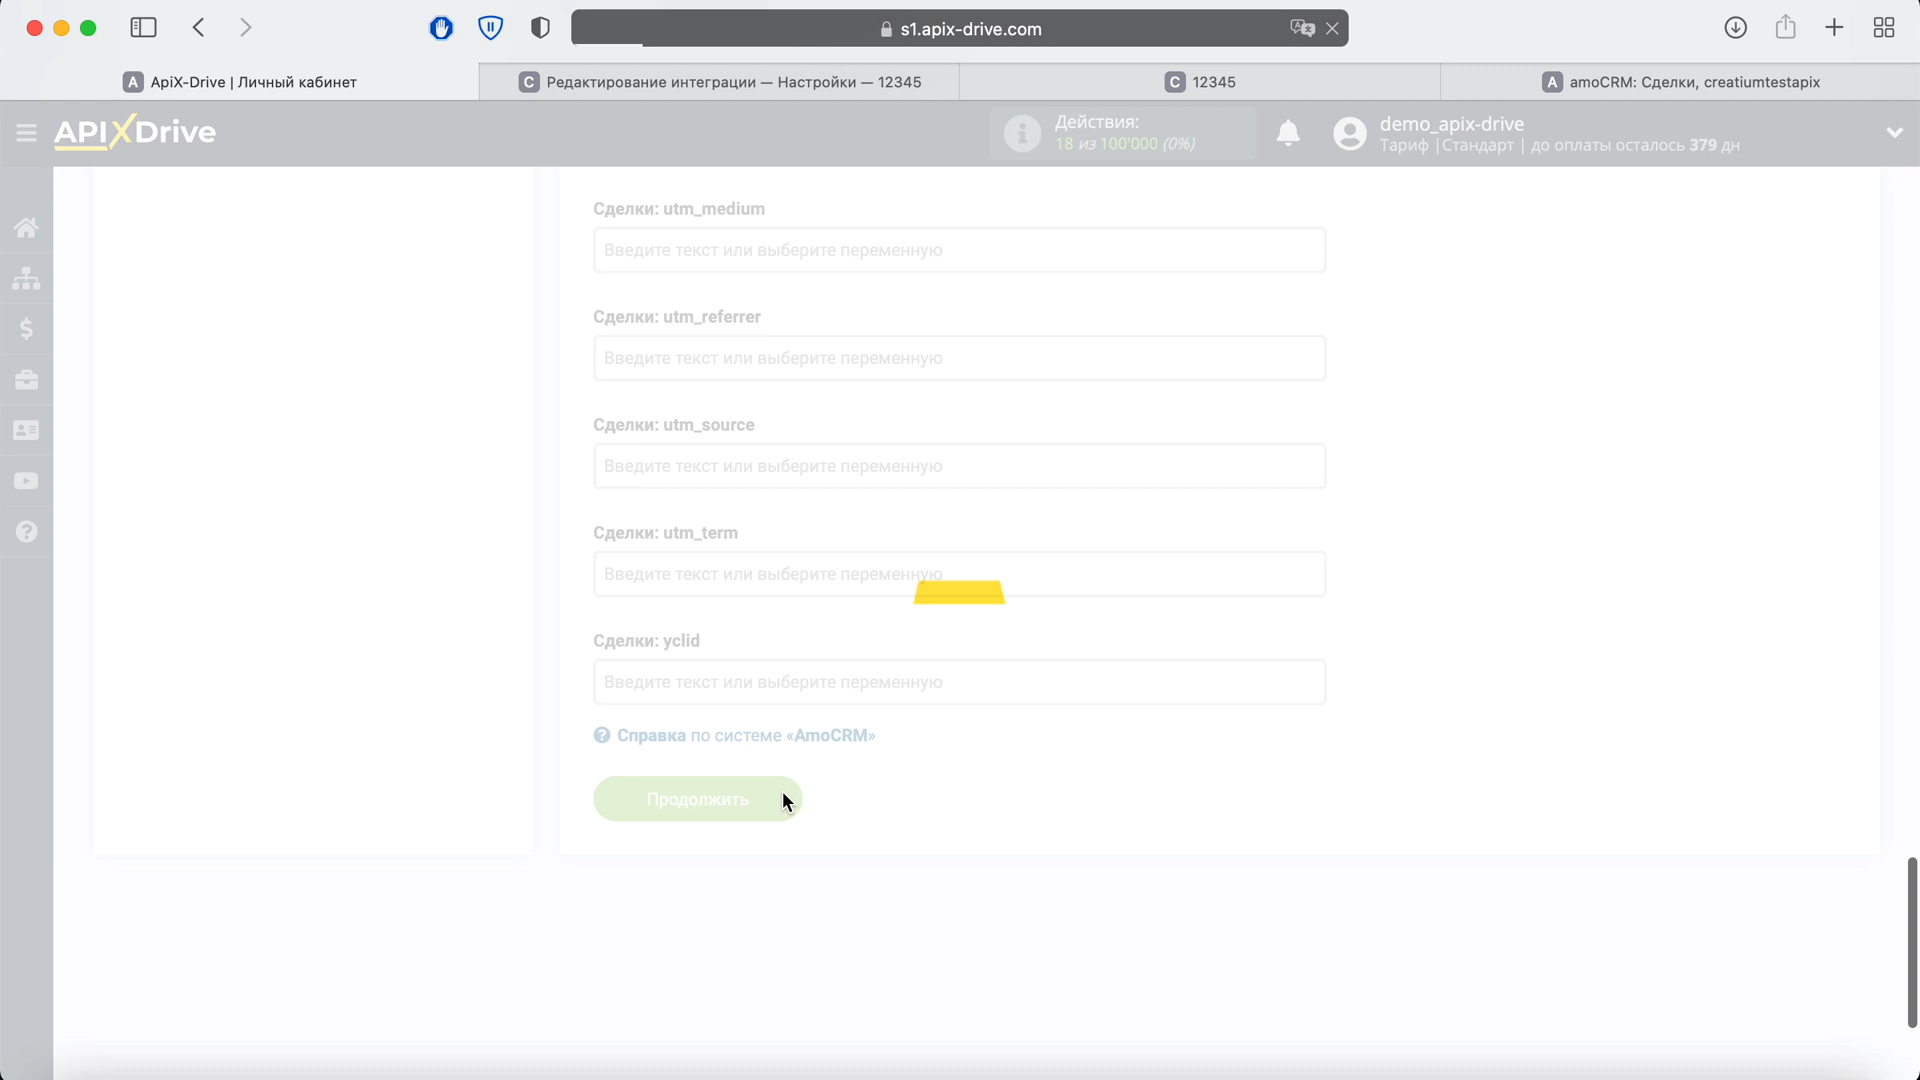 s1.apix-drive.com
A ApiX-Drive | Личный кабинет
C Редактирование интеграции — Настройки — 12345
C 12345
A amoCRM: Сделки, creatiumtestapix
APIXDrive
Действия:
18 из 100'000 (0%)
demo_apix-drive
Тариф |Стандарт | до оплаты осталось 379 дн
Сделки: utm_medium
Введите текст или выберите переменную
Сделки: utm_referrer
Введите текст или выберите переменную
Сделки: utm_source
Введите текст или выберите переменную
Сделки: utm_term
Введите текст или выберите переменную
Сделки: yclid
Введите текст или выберите переменную
Справка по системе «AmoCRM»
Продолжить